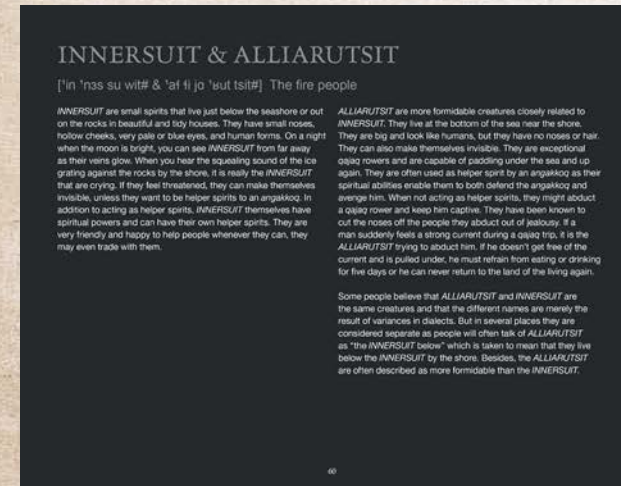 INNERSUIT & ALLIARUTSIT
The fire people
INNERSUIT are small spirits that live just below the seashore or out
on the rocks in beautiful and tidy houses. They have small noses,
hollow cheeks, very pale or blue eyes, and human forms. On a night
when the moon is bright, you can see INNERSUIT from far away
as their veins glow. When you hear the squealing sound of the ice
grating against the rocks by the shore, it is really the INNERSUIT
that are crying. If they feel threatened, they can make themselves
invisible, unless they want to be helper spirits to an angakkoq. In
addition to acting as helper spirits, INNERSUIT themselves have
spiritual powers and can have their own helper spirits. They are
very friendly and happy to help people whenever they can, they
may even trade with them.
ALLIARUTSIT are more formidable creatures closely related to
INNERSUIT. They live at the bottom of the sea near the shore.
They are big and look like humans, but they have no noses or hair.
They can also make themselves invisible. They are exceptional
qajaq rowers and are capable of paddling under the sea and up
again. They are often used as helper spirit by an angakkoq as their
spiritual abilities enable them to both defend the angakkoq and
avenge him. When not acting as helper spirits, they might abduct
a qajaq rower and keep him captive. They have been known to
cut the noses off the people they abduct out of jealousy. If a
man suddenly feels a strong current during a qajaq trip, it is the
ALLIARUTSIT trying to abduct him. If he doesn't get free of the
current and is pulled under, he must refrain from eating or drinking
for five days or he can never return to the land of the living again.
Some people believe that ALLIARUTSIT and INNERSUIT are
the same creatures and that the different names are merely the
result of variances in dialects. But in several places they are
considered separate as people will often talk of ALLIARUTSIT
as "the INNERSUIT below" which is taken to mean that they live
below the INNERSUIT by the shore. Besides, the ALLIARUTSIT
are often described as more formidable than the INNERSUIT.
60